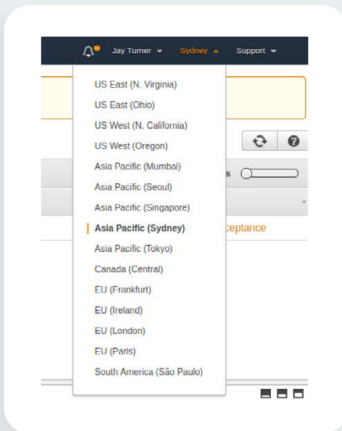 Jay Turner Sydney Support
US East (N. Virginia)
US East (Ohio)
US West (N. California)
US West (Oregon)
Asia Pacific (Mumbai)
Asia Pacific (Seoul)
s
Asia Pacific (Singapore)
Asia Pacific (Sydney) ceptance
Asia Pacific (Tokyo)
Canada (Central)
EU (Frankfurt)
EU (Ireland)
EU (London)
EU (Paris)
South America (São Paulo)